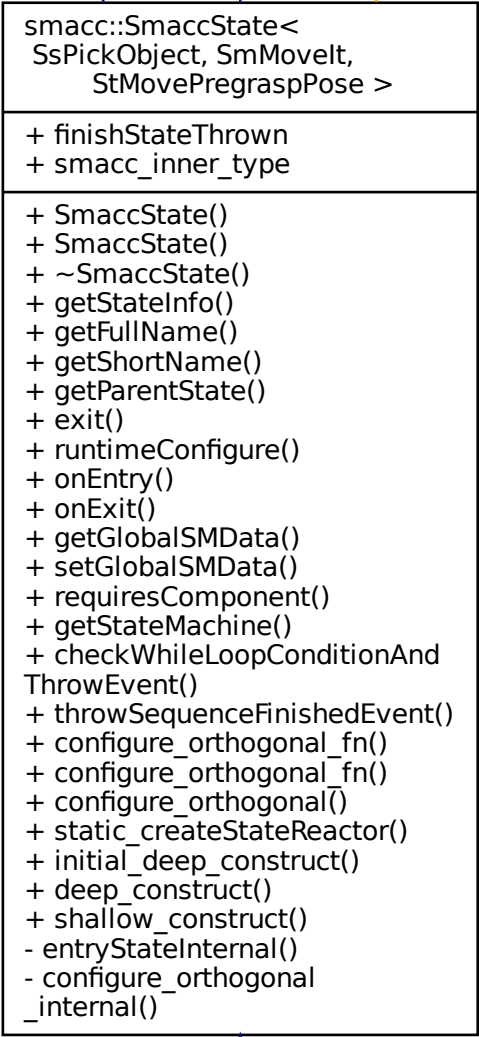 smacc::SmaccState<
SsPickObject, SmMoveIt,
StMovePregraspPose >
+ finishStateThrown
+ smacc_inner_type
+ SmaccState()
+ SmaccState()
+ ~SmaccState()
+ getStateInfo()
+ getFullName()
+ getShortName()
+ getParentState()
+ exit()
+ runtimeConfigure()
+ onEntry()
+ onExit()
+ getGlobalSMData()
+ setGlobalSMData()
+ requiresComponent()
+ getStateMachine()
+ checkWhileLoopConditionAnd
ThrowEvent()
+ throwSequenceFinishedEvent()
+ configure_orthogonal_fn()
+ configure_orthogonal_fn()
+ configure_orthogonal()
+ static_createStateReactor()
+ initial_deep_construct()
+ deep_construct()
+ shallow_construct()
- entryStateInternal()
- configure_orthogonal
_internal()